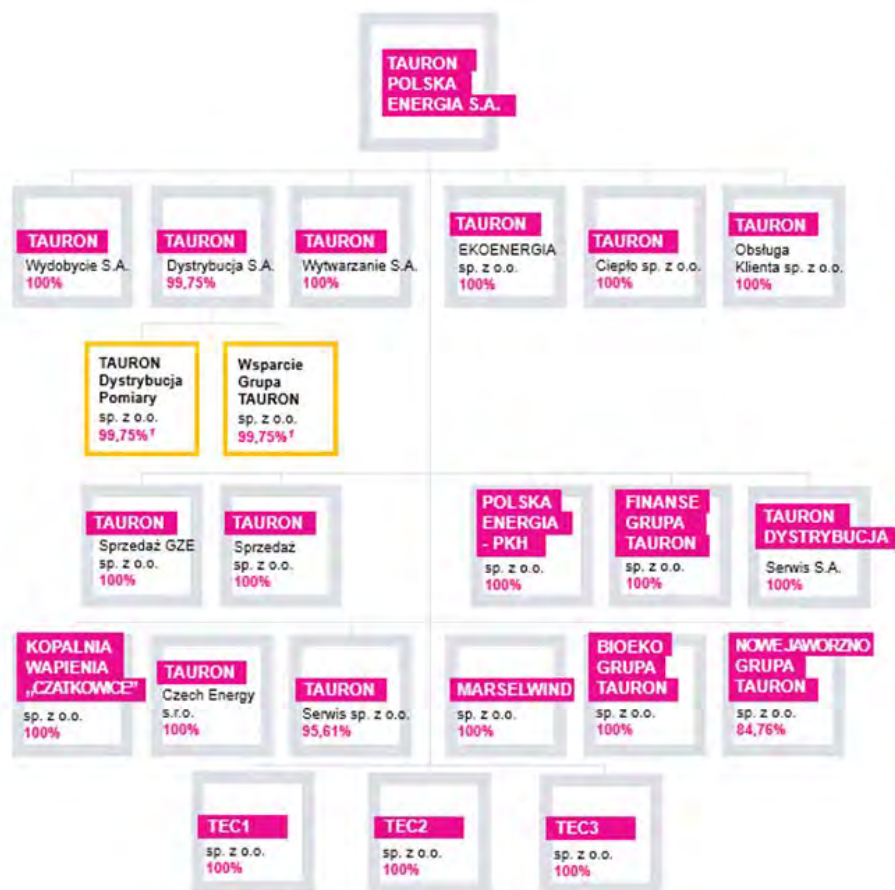 TAURON
POLSKA
ENERGIA S.A.
TAURON
Wydobycie S.A.
100%
TAURON
Dystrybucja S.A.
99,75%
TAURON
Wytwarzanie S.A.
100%
TAURON
EKOENERGIA
sp. z o.o.
100%
TAURON
Ciepło sp. z o.o.
100%
TAURON
Obsługa
Klienta sp. z o.o.
100%
TAURON
Dystrybucja
Pomiary
sp. z o.o.
99,75%¹
Wsparcie
Grupa
TAURON
sp. z o.o.
99,75%¹
TAURON
Sprzedaż GZE
sp. z o.o.
100%
TAURON
Sprzedaż
sp. z o.o.
100%
POLSKA
ENERGIA
- PKH
sp. z o.o.
100%
FINANSE
GRUPA
TAURON
sp. z o.o.
100%
TAURON
DYSTRYBUCJA
Serwis S.A.
100%
KOPALNIA
WAPIENIA
„CZATKOWICE”
sp. z o.o.
100%
TAURON
Czech Energy
s.r.o.
100%
TAURON
Serwis sp. z o.o.
95,61%
MARSELWIND
sp. z o.o.
100%
BIOEKO
GRUPA
TAURON
sp. z o.o.
100%
NOWE JAWORZNO
GRUPA
TAURON
sp. z o.o.
84,76%
TEC1
sp. z o.o.
100%
TEC2
sp. z o.o.
100%
TEC3
sp. z o.o.
100%